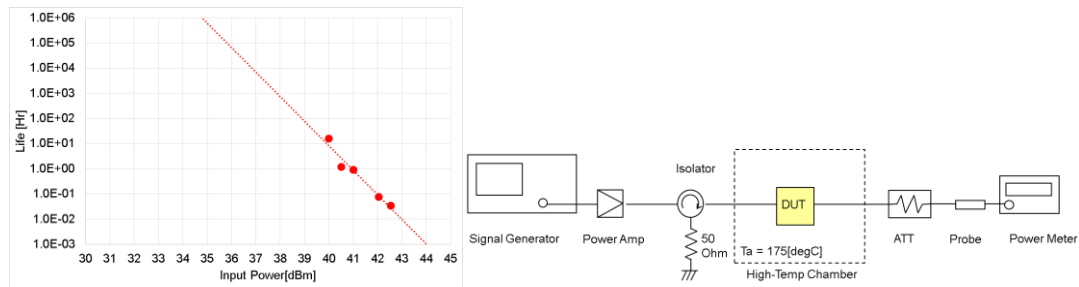 1.0E+06
1.0E+05
1.0E+04
1.0E+03
1.0E+02
1.0E+01
1.0E+00
1.0E-01
1.0E-02
1.0E-03
Life [Hr]
30 31 32 33 34 35 36 37 38 39 40 41 42 43 44 45
Input Power[dBm]
Isolator
DUT
50
Ohm
Ta = 175[degC]
Signal Generator
Power Amp
High-Temp Chamber
ATT
Probe
Power Meter